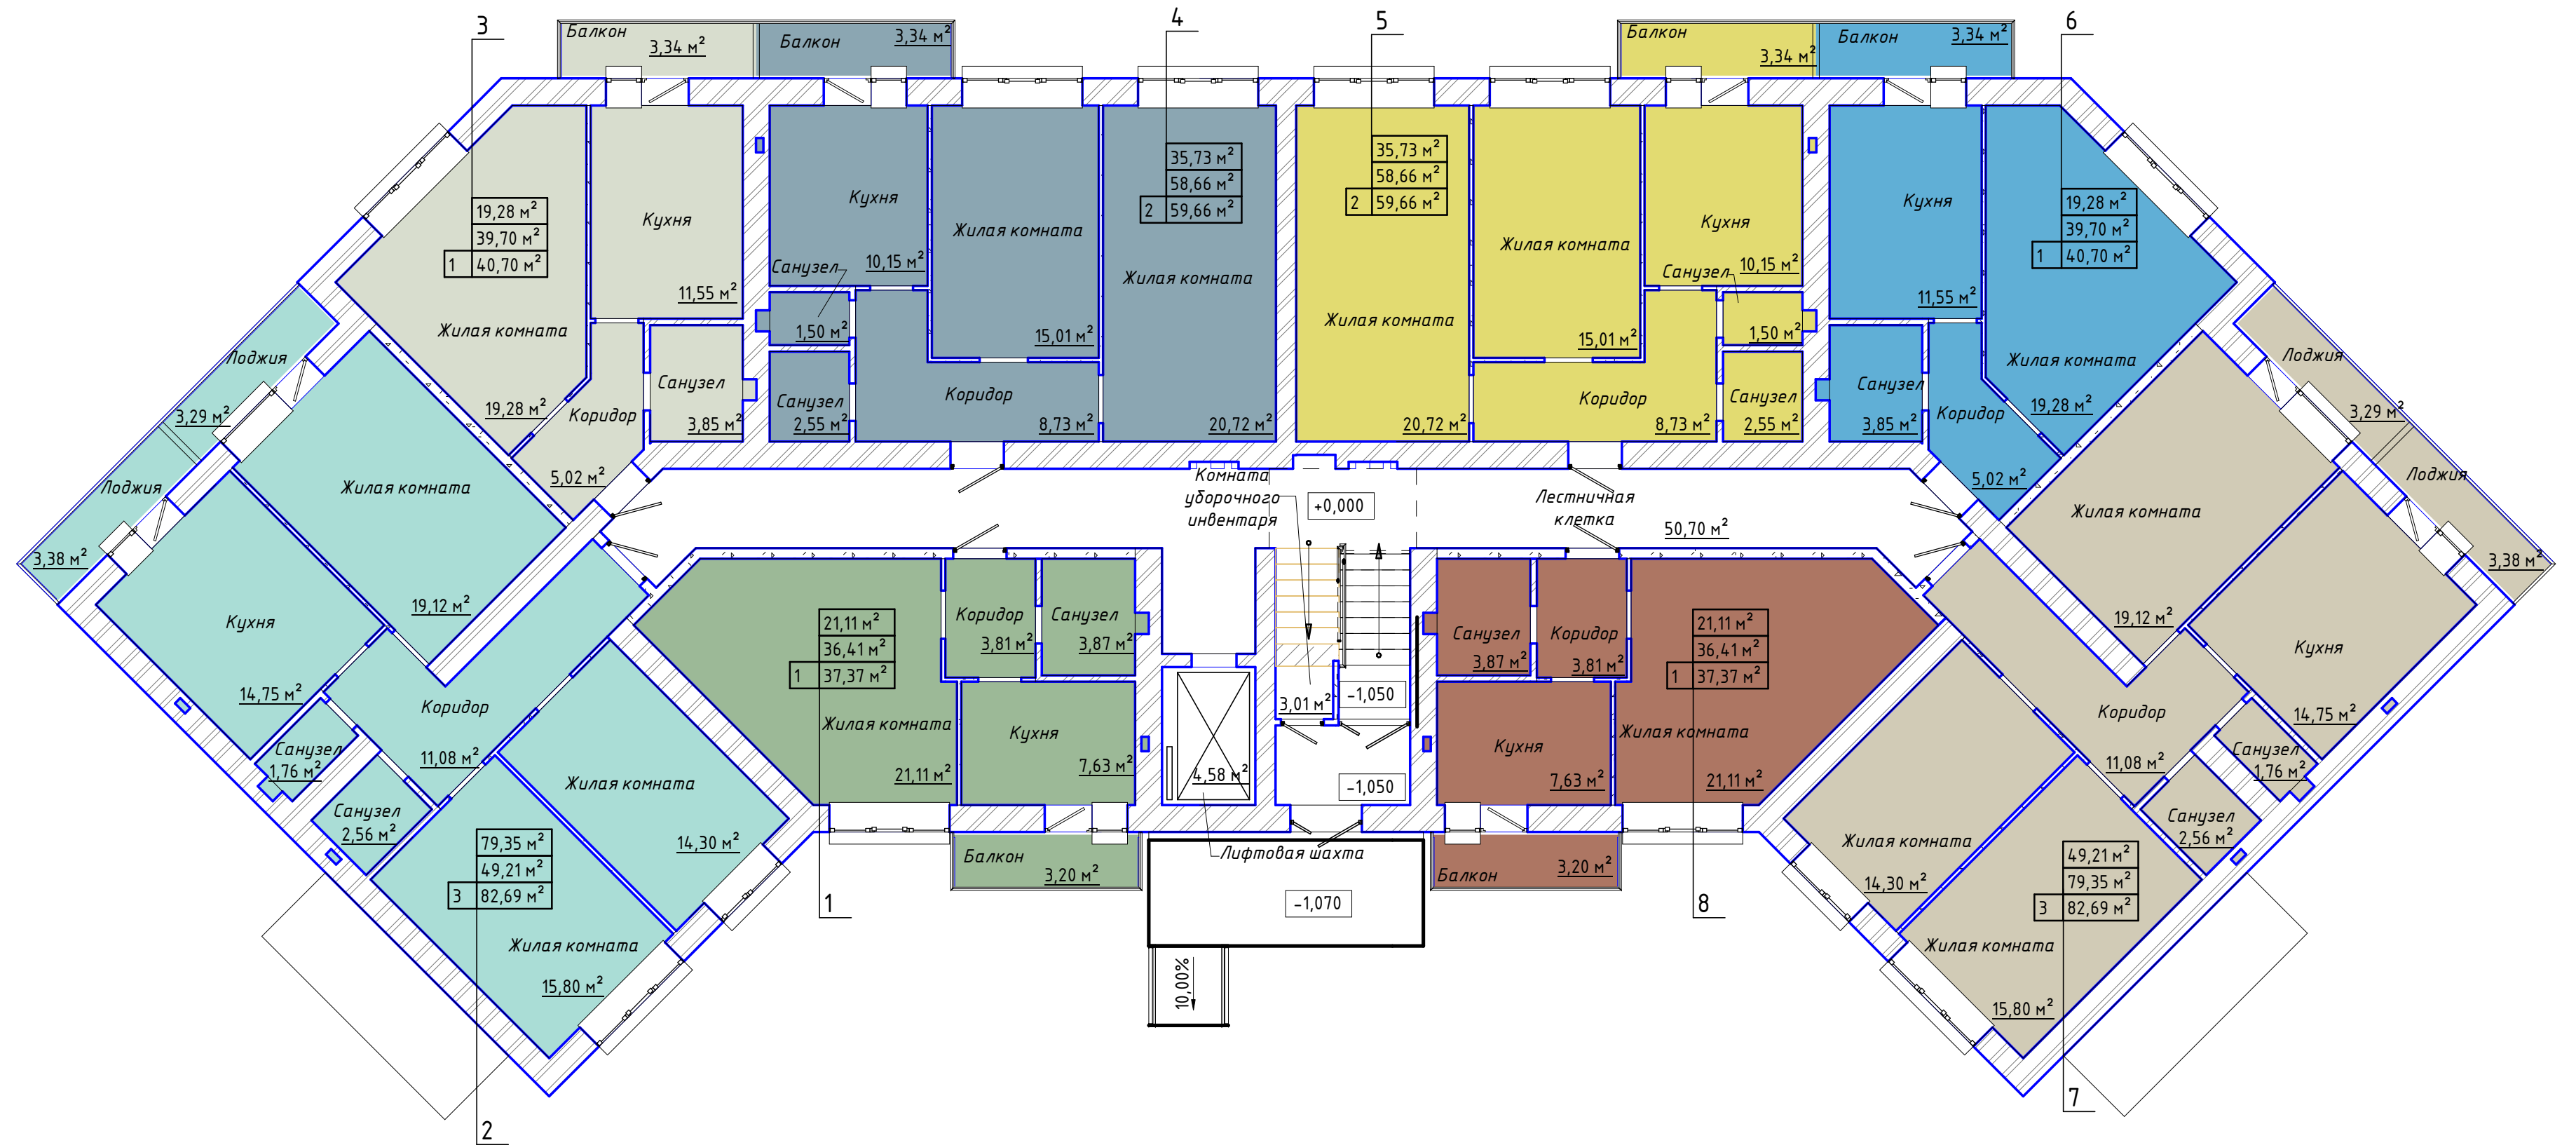 3
4
5
6
Балкон
3,34 м²
Балкон
3,34 м²
Балкон
3,34 м²
Балкон
3,34 м²
19,28 м²
39,70 м²
1 40,70 м²
Кухня
11,55 м²
Жилая комната
19,28 м²
Коридор
5,02 м²
Санузел
3,85 м²
Кухня
10,15 м²
Санузел
1,50 м²
Санузел
2,55 м²
Жилая комната
15,01 м²
Коридор
8,73 м²
35,73 м²
58,66 м²
2 59,66 м²
Жилая комната
20,72 м²
35,73 м²
58,66 м²
2 59,66 м²
Жилая комната
20,72 м²
Жилая комната
15,01 м²
Коридор
8,73 м²
Кухня
10,15 м²
Санузел
1,50 м²
Санузел
2,55 м²
Кухня
11,55 м²
Санузел
3,85 м²
Коридор
5,02 м²
19,28 м²
39,70 м²
1 40,70 м²
Жилая комната
19,28 м²
Лоджия
3,29 м²
Лоджия
3,38 м²
Жилая комната
19,12 м²
Кухня
14,75 м²
Санузел
1,76 м²
Санузел
2,56 м²
Коридор
11,08 м²
Жилая комната
14,30 м²
79,35 м²
49,21 м²
3 82,69 м²
Жилая комната
15,80 м²
2
Комната
уборочного
инвентаря
3,01 м²
+0,000
Лестничная
клетка
50,70 м²
21,11 м²
36,41 м²
1 37,37 м²
Жилая комната
21,11 м²
Коридор
3,81 м²
Санузел
3,87 м²
Кухня
7,63 м²
Балкон
3,20 м²
1
4,58 м²
Лифтовая шахта
-1,050
-1,050
-1,070
10,00%
Санузел
3,87 м²
Коридор
3,81 м²
Кухня
7,63 м²
21,11 м²
36,41 м²
1 37,37 м²
Жилая комната
21,11 м²
Балкон
3,20 м²
8
Лоджия
3,29 м²
Лоджия
3,38 м²
Жилая комната
19,12 м²
Кухня
14,75 м²
Коридор
11,08 м²
Санузел
1,76 м²
Санузел
2,56 м²
Жилая комната
14,30 м²
49,21 м²
79,35 м²
3 82,69 м²
Жилая комната
15,80 м²
7